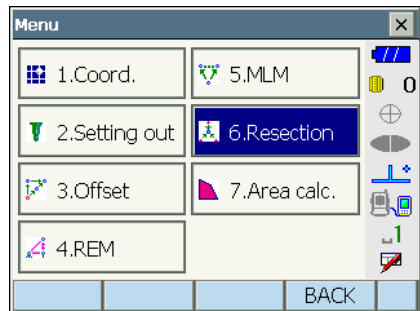 Menu
1.Coord.
5.MLM
0
2.Setting out
6.Resection
3.Offset
7.Area calc.
4.REM
1
BACK